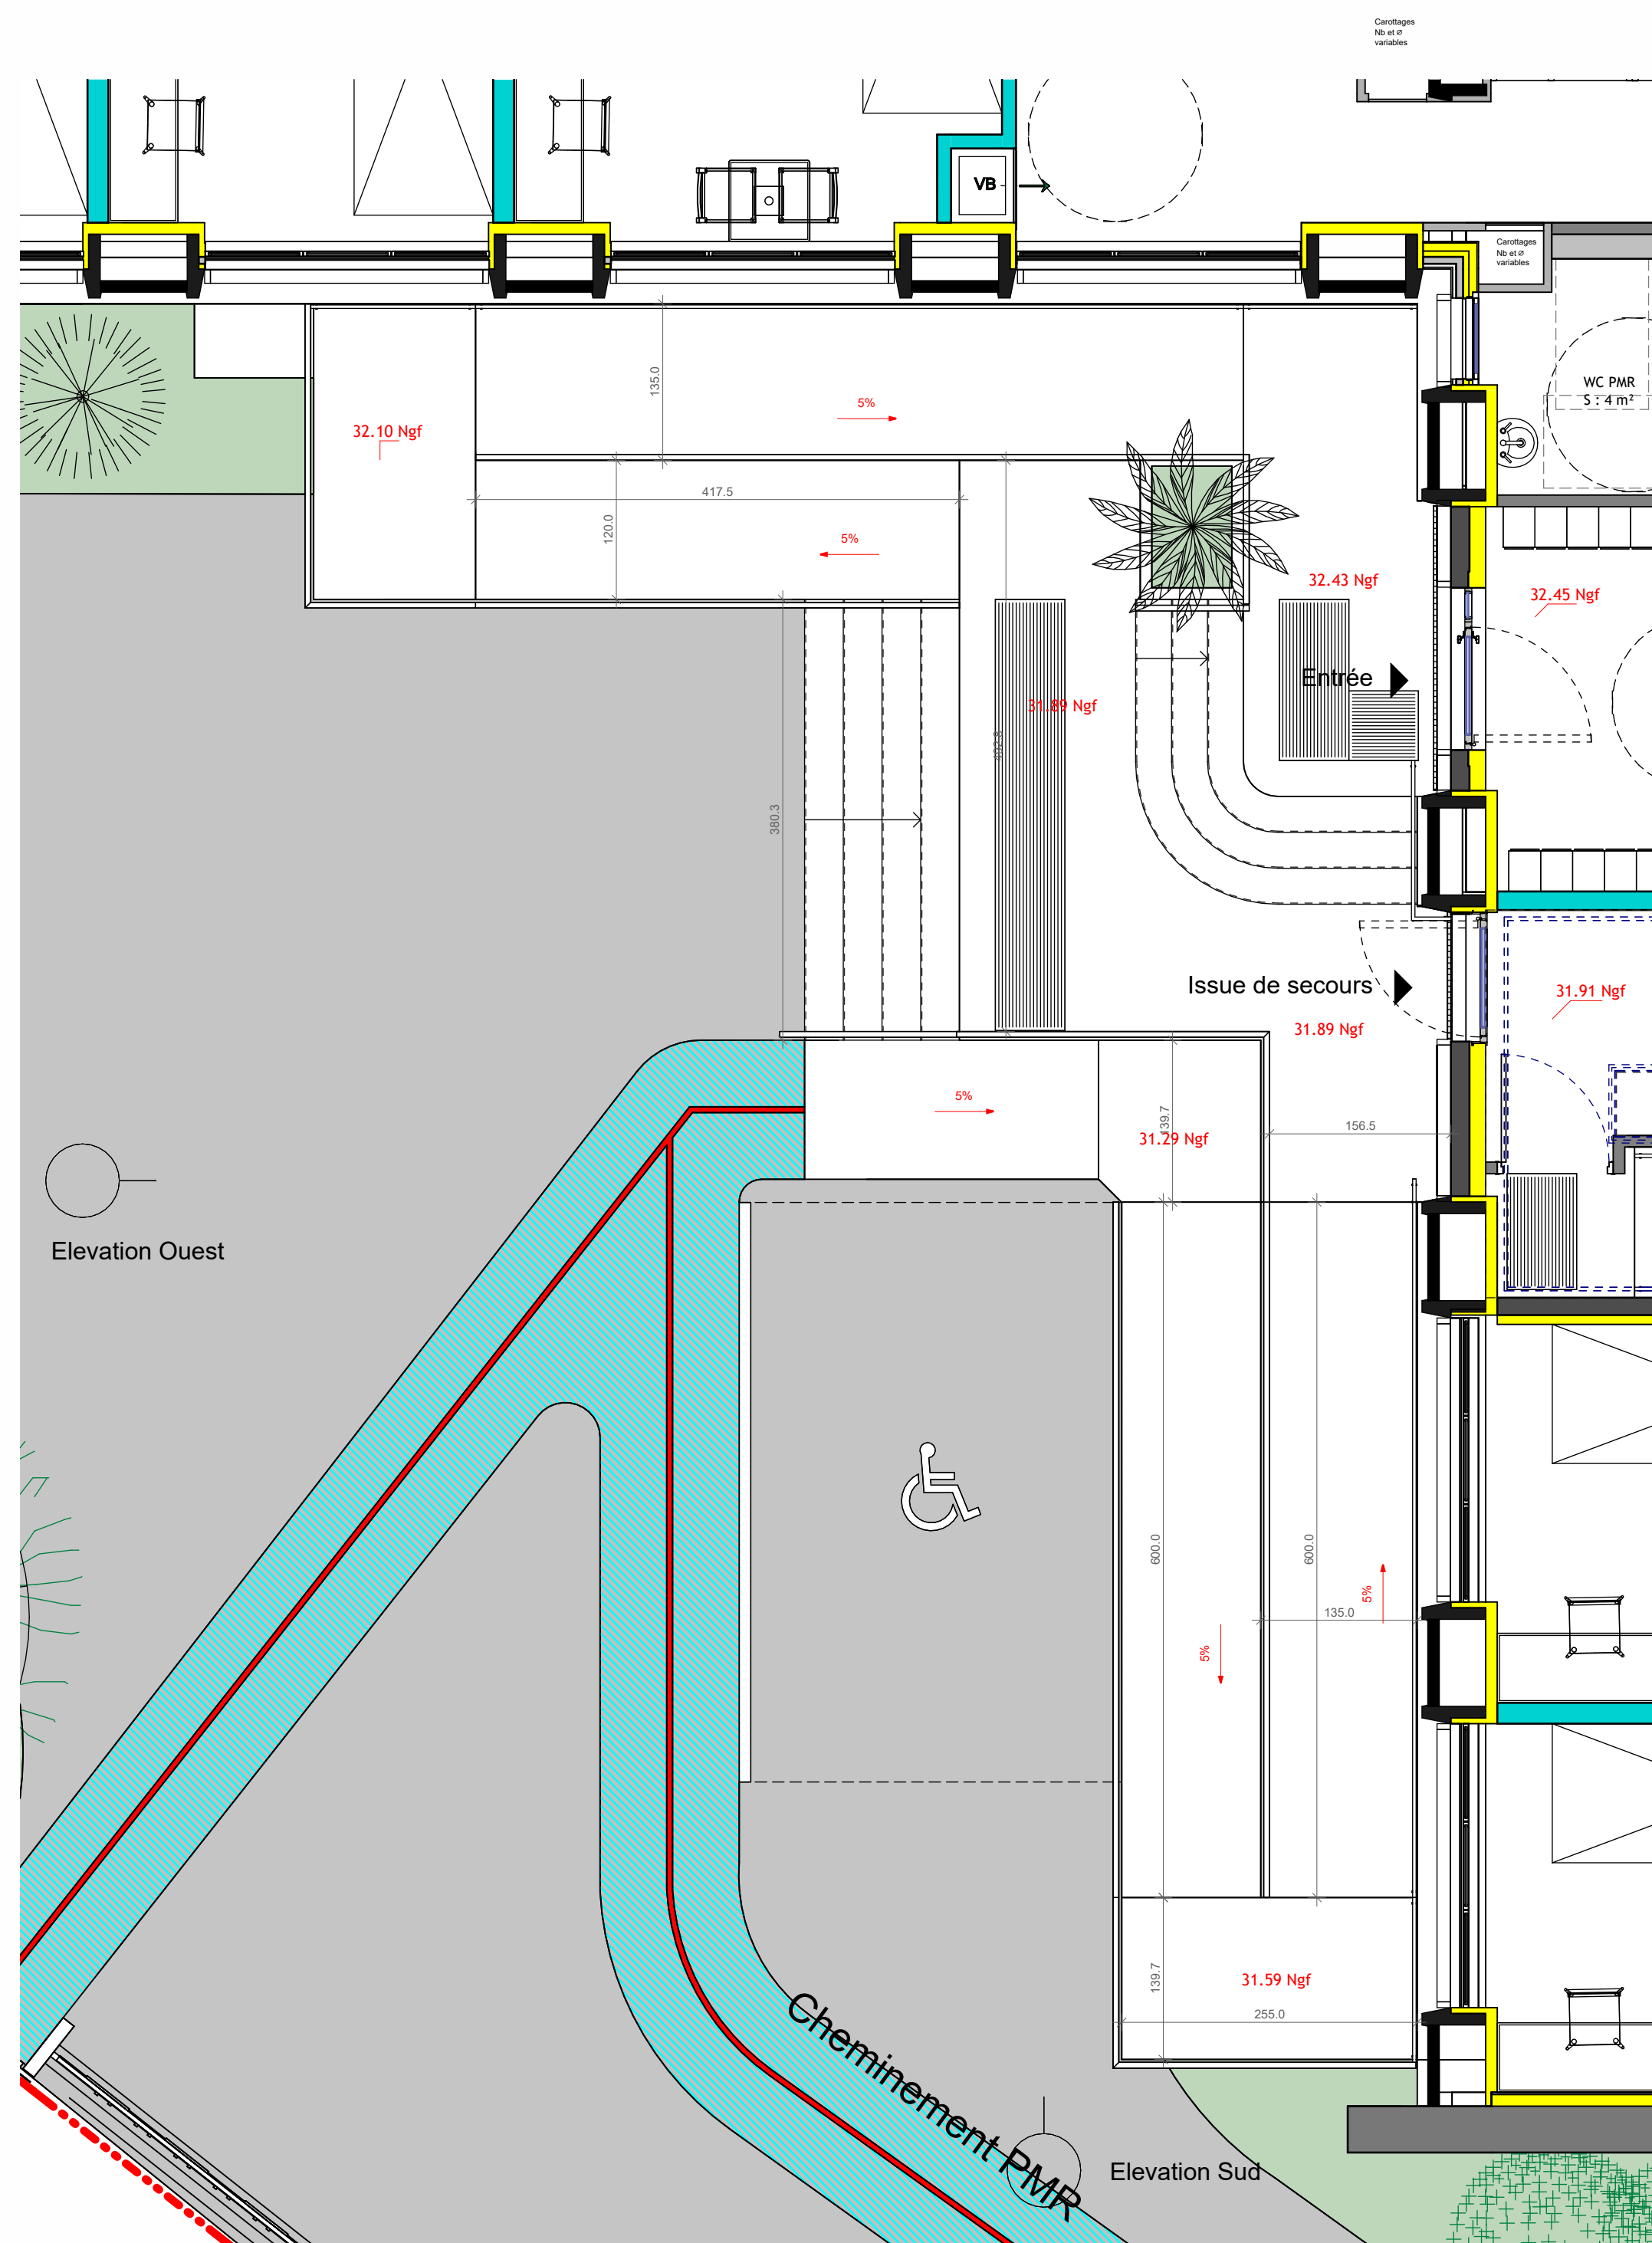 Carottages
Nb et Ø
variables
VB
Carottages
Nb et Ø
variables
WC PMR
S : 4 m²
135.0
5%
32.10 Ngf
417.5
120.0
5%
32.43 Ngf
32.45 Ngf
Entrée
31.89 Ngf
380.3
Issue de secours
31.91 Ngf
31.89 Ngf
5%
139.7
31.29 Ngf
156.5
Elevation Ouest
600.0
600.0
5%
135.0
5%
139.7
31.59 Ngf
255.0
Cheminement PMR
Elevation Sud